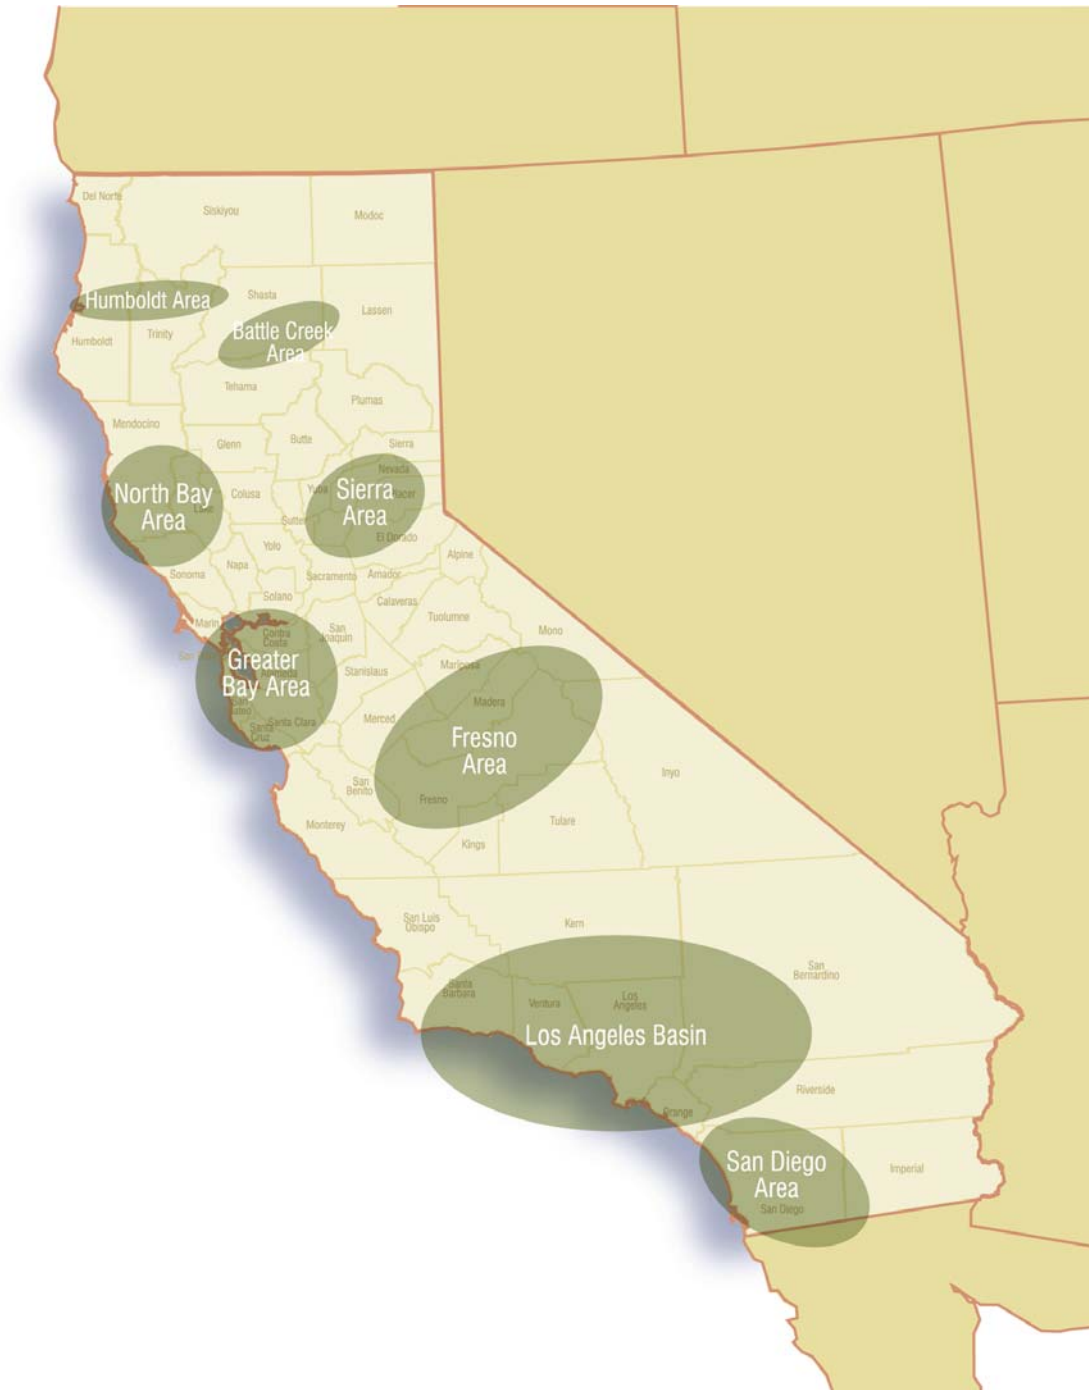 Del Norte
Siskiyou
Modoc
Humboldt Area
Shasta
Lassen
Battle Creek
Area
Humboldt
Trinity
Tehama
Plumas
Mendocino
Glenn
Butte
Sierra
Nevada
North Bay
Area
Lake
Colusa
Yuba
Sierra
Area
Placer
Sutter
El Dorado
Yolo
Napa
Alpine
Sonoma
Sacramento
Amador
Solano
Calaveras
Marin
Tuolumne
Contra
Costa
San
Joaquin
Mono
Greater
Bay Area
Stanislaus
Mariposa
Madera
Santa Clara
Santa
Cruz
Merced
Fresno
Area
San
Benito
Fresno
Inyo
Monterey
Tulare
Kings
San Luis
Obispo
Kern
Santa
Barbara
Ventura
Los
Angeles
San
Bernardino
Los Angeles Basin
Orange
Riverside
San Diego
Area
Imperial
San Diego